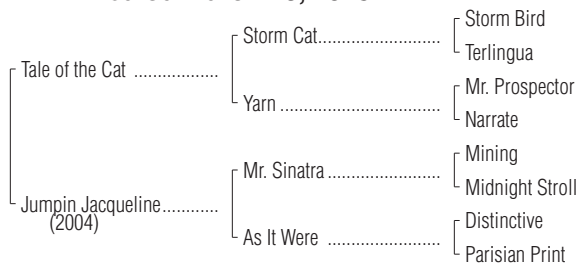 Storm Bird
Storm Cat........................
Terlingua
Tale of the Cat .................
Mr. Prospector
Yarn ................................
Narrate
Mining
Mr. Sinatra ......................
Midnight Stroll
Jumpin Jacqueline...........
(2004)
Distinctive
As It Were .......................
Parisian Print